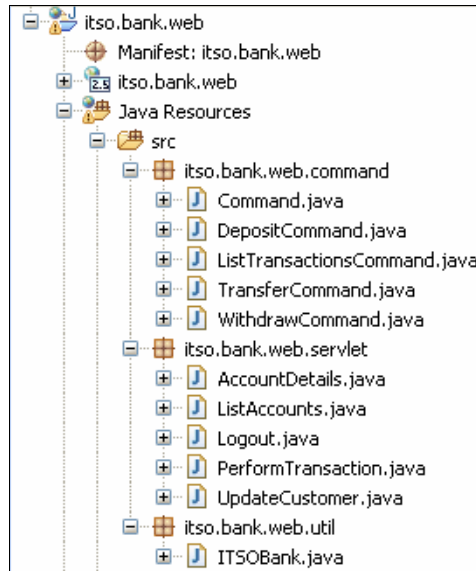 itso.bank.web
Manifest: itso.bank.web
2.5 itso.bank.web
Java Resources
src
itso.bank.web.command
J Command.java
J DepositCommand.java
J ListTransactionsCommand.java
J TransferCommand.java
J WithdrawCommand.java
itso.bank.web.servlet
J AccountDetails.java
J ListAccounts.java
J Logout.java
J PerformTransaction.java
J UpdateCustomer.java
itso.bank.web.util
J ITSOBank.java